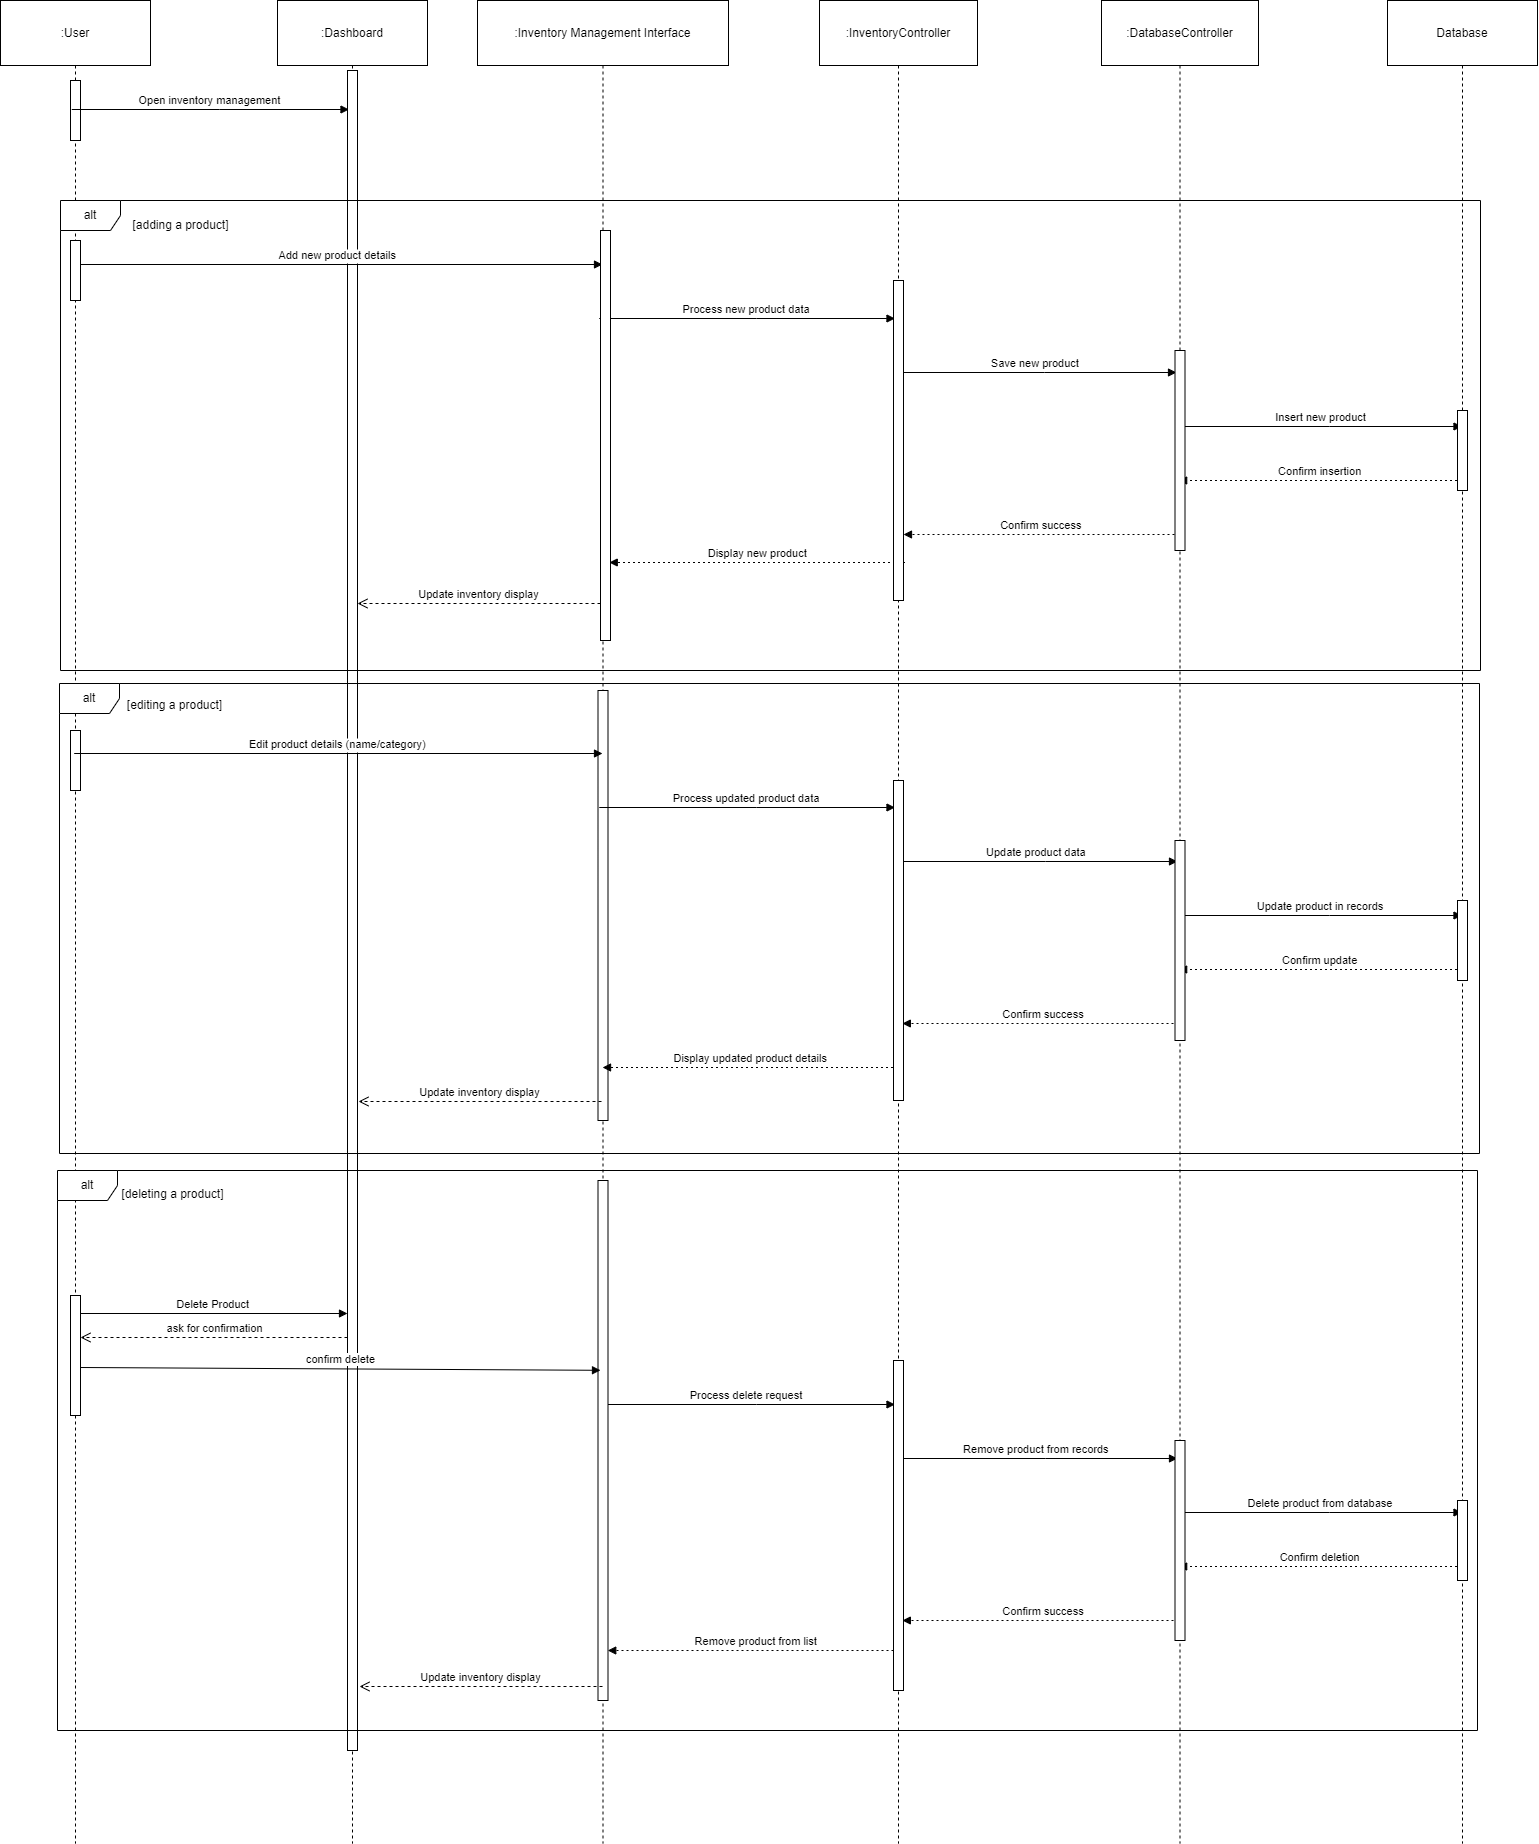 :User
:Dashboard
:Inventory Management Interface
:InventoryController
:DatabaseController
Database
Open inventory management
alt
[adding a product]
Add new product details
Process new product data
Save new product
Insert new product
Confirm insertion
Confirm success
Display new product
Update inventory display
alt
[editing a product]
Edit product details (name/category)
Process updated product data
Update product data
Update product in records
Confirm update
Confirm success
Display updated product details
Update inventory display
alt
[deleting a product]
Delete Product
ask for confirmation
confirm delete
Process delete request
Remove product from records
Delete product from database
Confirm deletion
Confirm success
Remove product from list
Update inventory display